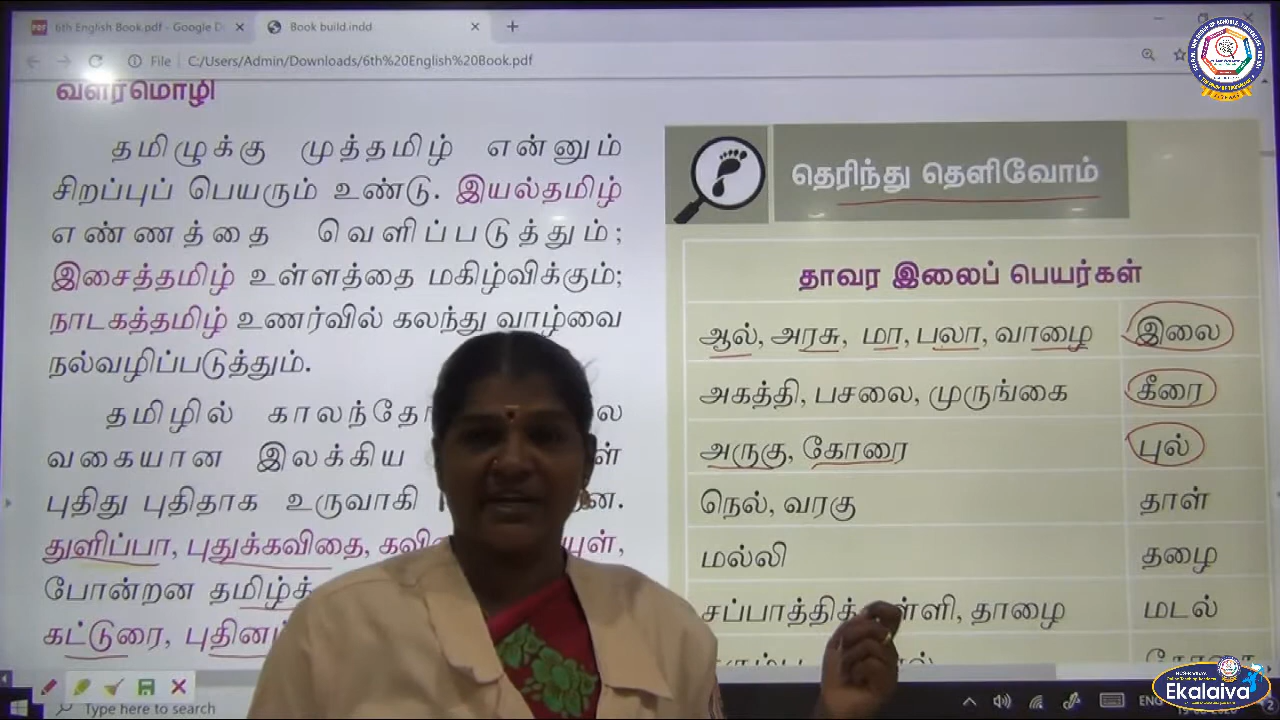 6th English Book.pdf - Google D
Book build.indd
File
C:/Users/Admin/Downloads/6th%20English%20Book.pdf
வளர்மொழி
தமிழுக்கு முத்தமிழ் என்னும்
சிறப்புப் பெயரும் உண்டு. இயல்தமிழ்
எண்ணத்தை வெளிப்படுத்தும்;
இசைத்தமிழ் உள்ளத்தை மகிழ்விக்கும்;
நாடகத்தமிழ் உணர்வில் கலந்து வாழ்வை
நல்வழிப்படுத்தும்.
தமிழில்
வகையான இலக்கிய
புதிது புதிதாக உருவாகி
துளிப்பா, புதுக்கவிதை,
போன்றன
கட்டுரை,
தெரிந்து தெளிவோம்
தாவர இலைப் பெயர்கள்
ஆல், அரசு, மா, பலா, வாழை இலை
அகத்தி, பசலை, முருங்கை கீரை
அருகு, கோரை புல்
நெல், வரகு தாள்
மல்லி தழை
தாழை மடல்
Type here to search
ENG
Ekalaiva